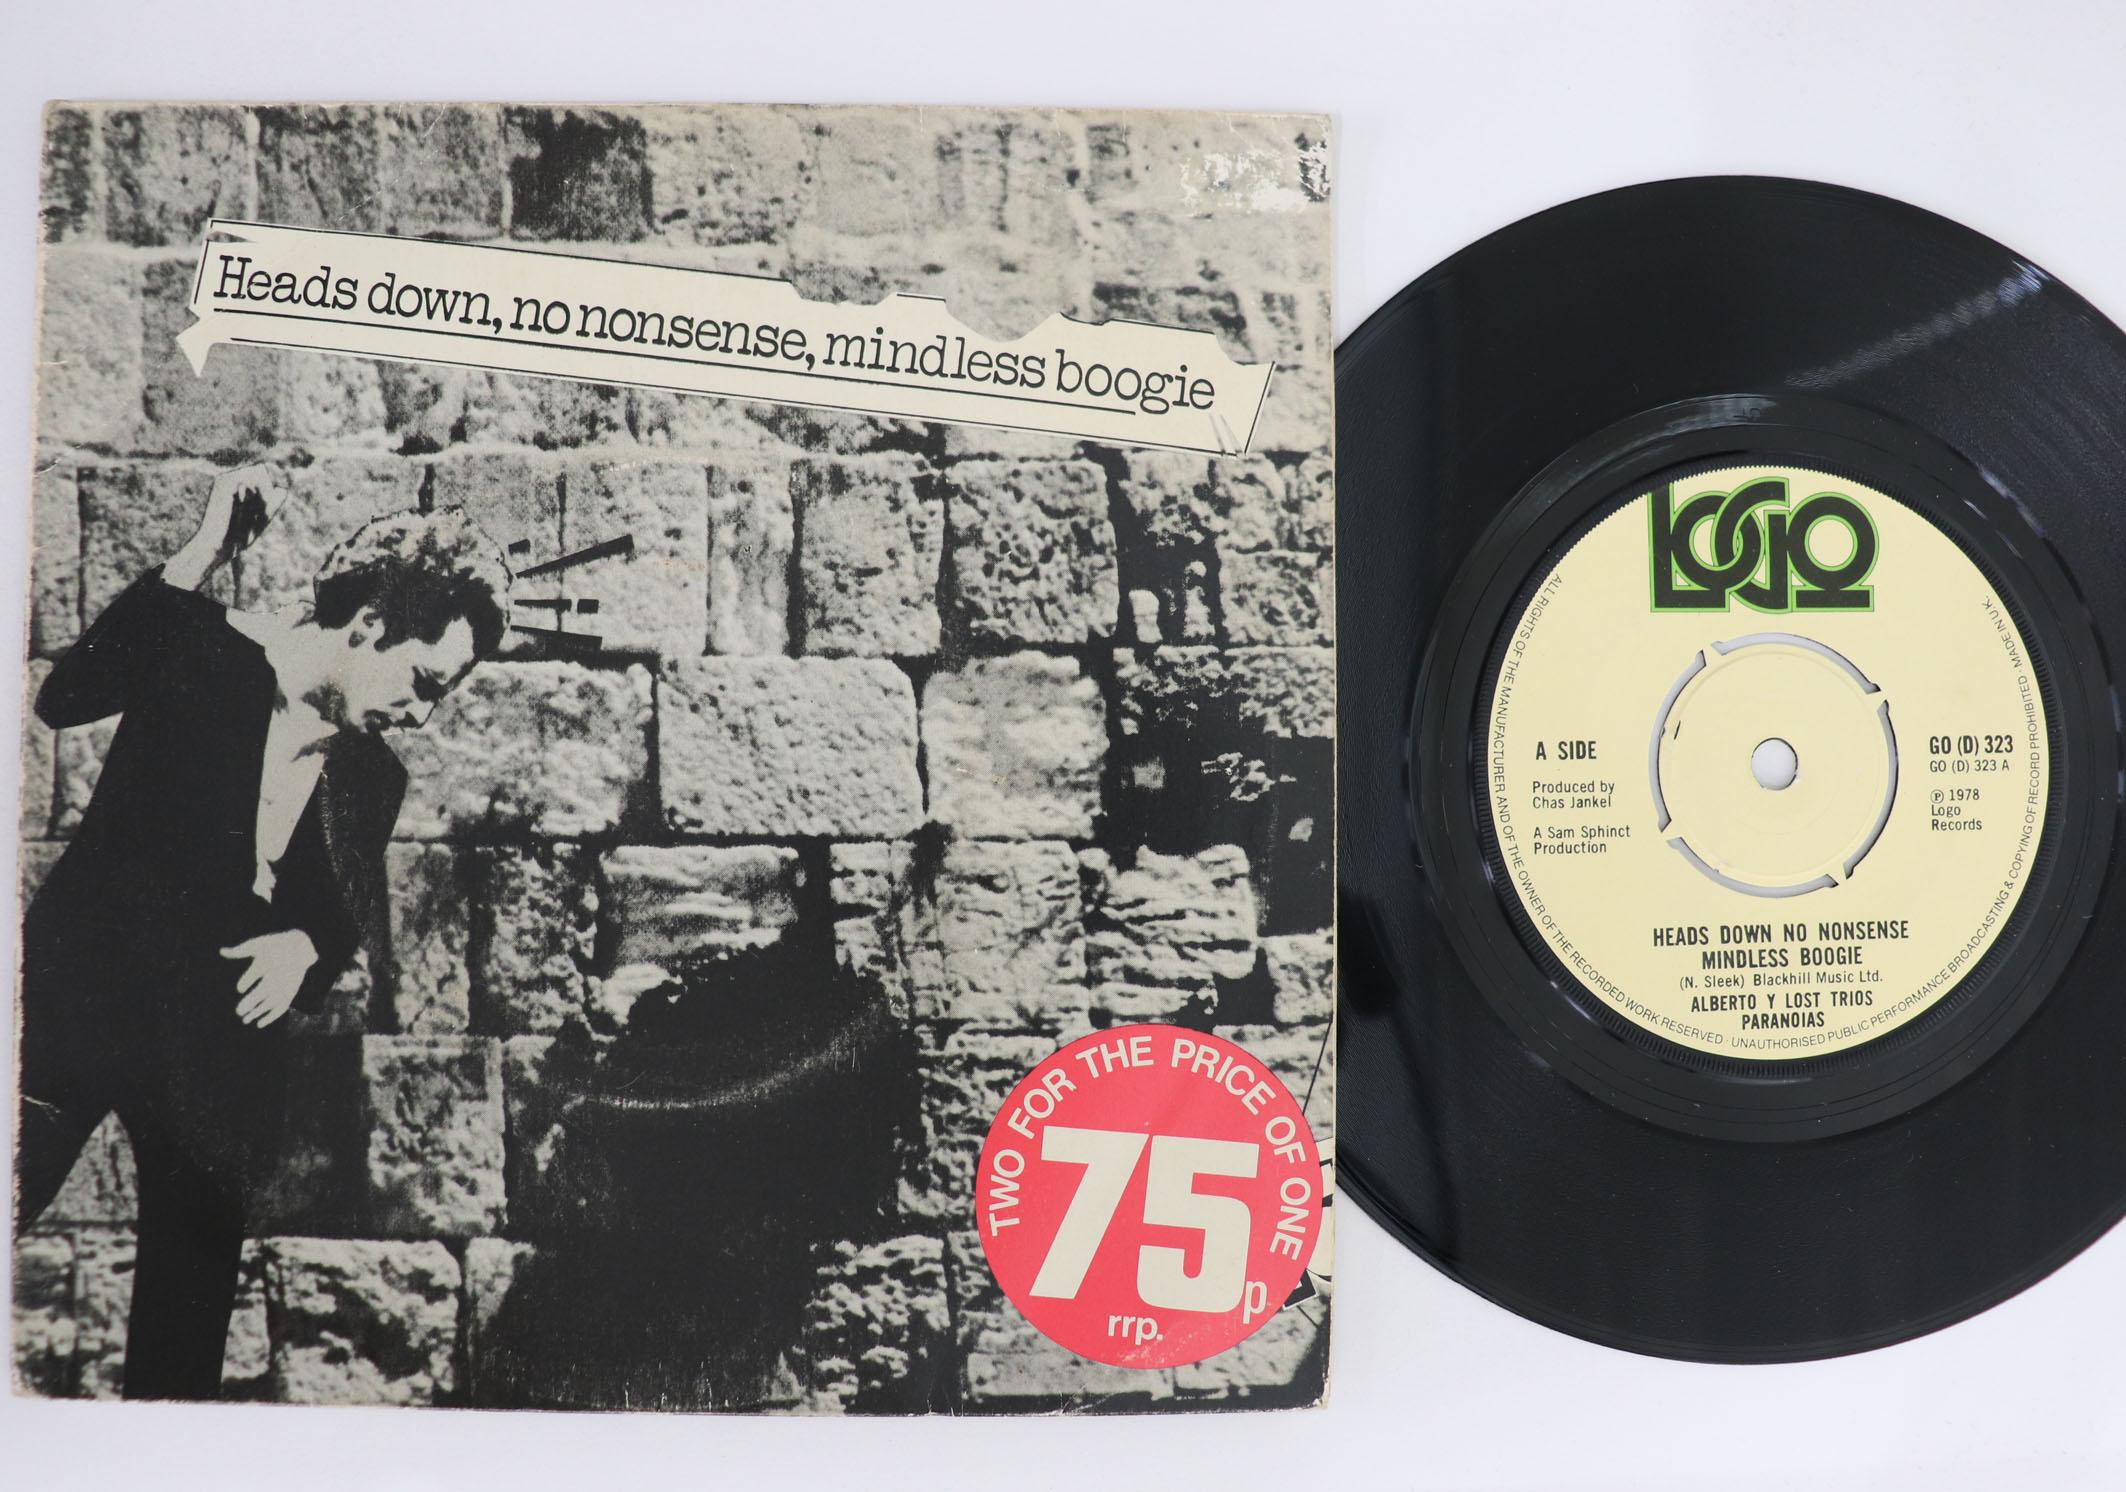 Heads down, no nonsense, mindless boogie
TWO FOR THE PRICE OF ONE
75p
rrp.
LOGO
ALL RIGHTS OF THE MANUFACTURER AND OF THE OWNER OF THE RECORDED WORK RESERVED · UNAUTHORISED PUBLIC PERFORMANCE BROADCASTING & COPYING OF RECORD PROHIBITED · MADE IN U.K.
A SIDE
Produced by
Chas Jankel
A Sam Sphinct
Production
GO (D) 323
GO (D) 323 A
℗ 1978
Logo
Records
HEADS DOWN NO NONSENSE
MINDLESS BOOGIE
(N. Sleek) Blackhill Music Ltd.
ALBERTO Y LOST TRIOS
PARANOIAS